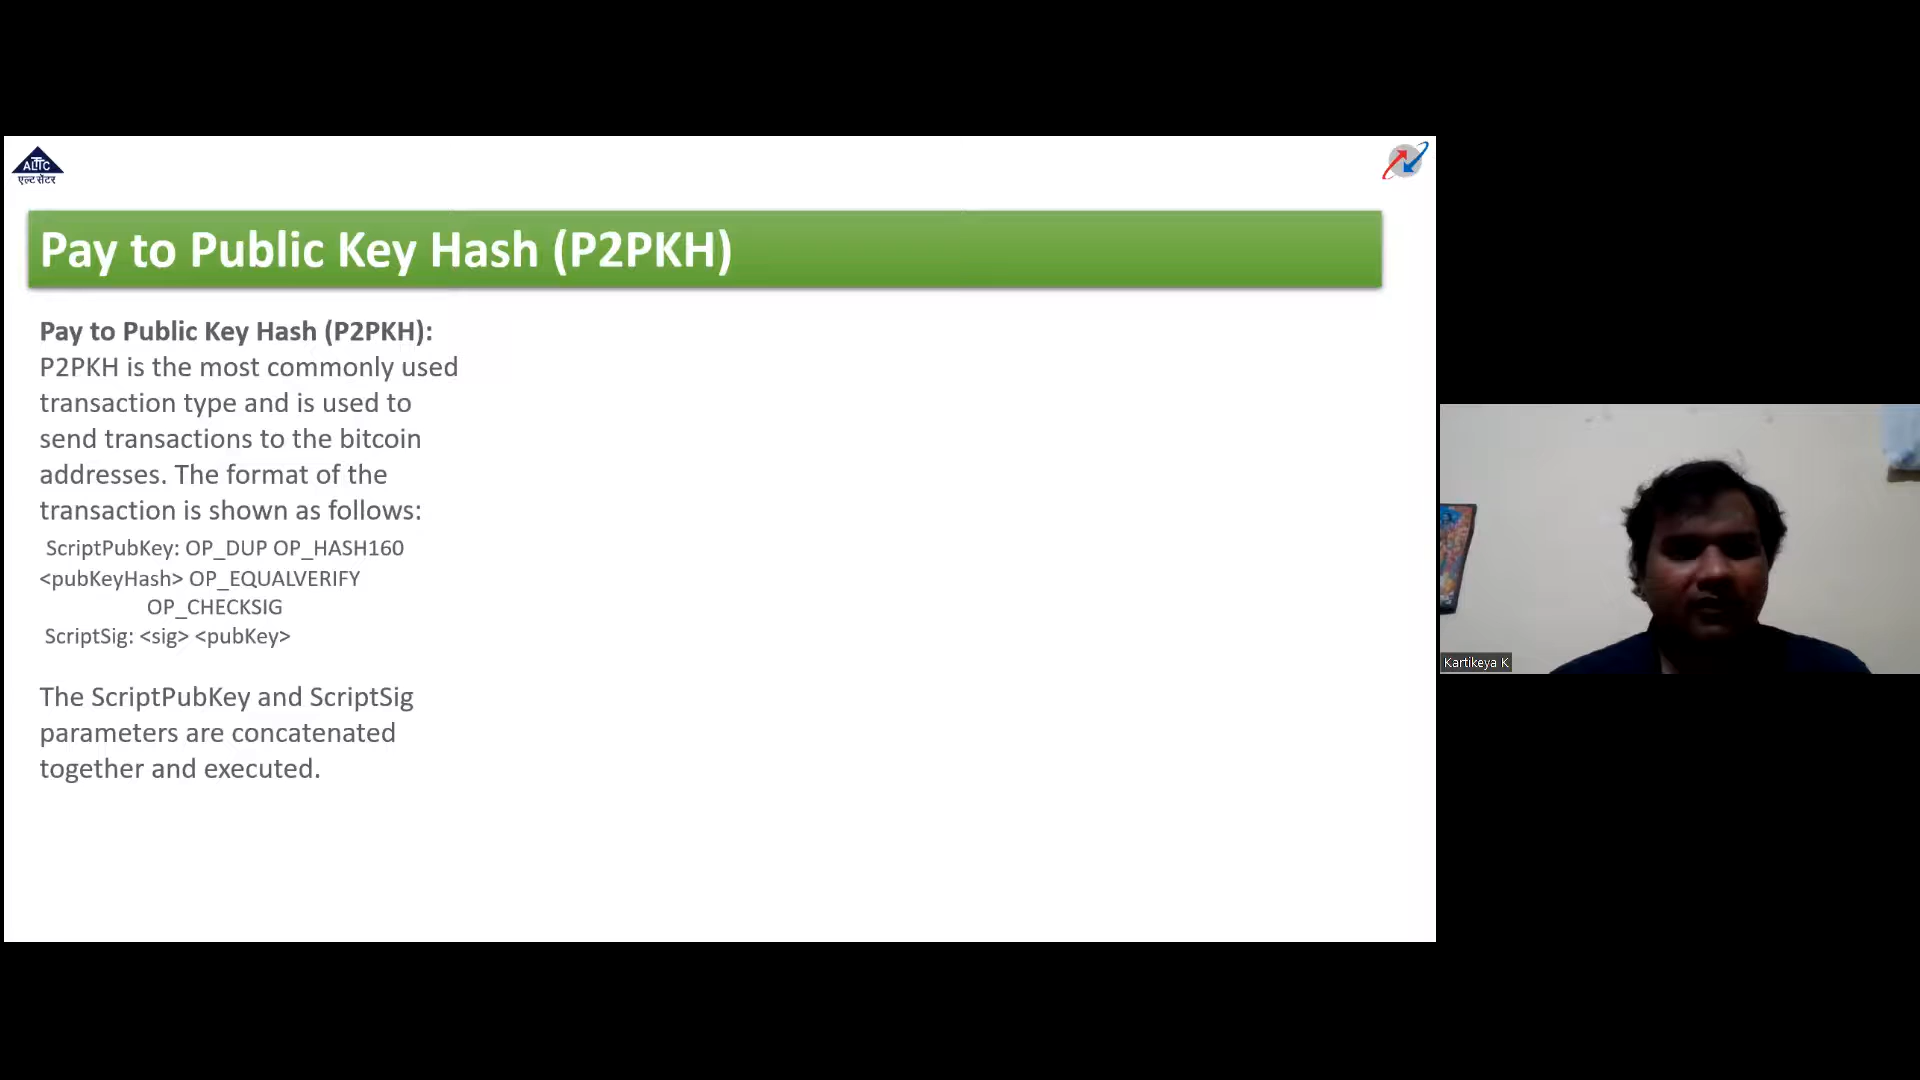 ALTTC
एल्ट सेंटर
Pay to Public Key Hash (P2PKH)
Pay to Public Key Hash (P2PKH):
P2PKH is the most commonly used
transaction type and is used to
send transactions to the bitcoin
addresses. The format of the
transaction is shown as follows:
ScriptPubKey: OP_DUP OP_HASH160
<pubKeyHash> OP_EQUALVERIFY
OP_CHECKSIG
ScriptSig: <sig> <pubKey>
The ScriptPubKey and ScriptSig
parameters are concatenated
together and executed.
Kartikeya K